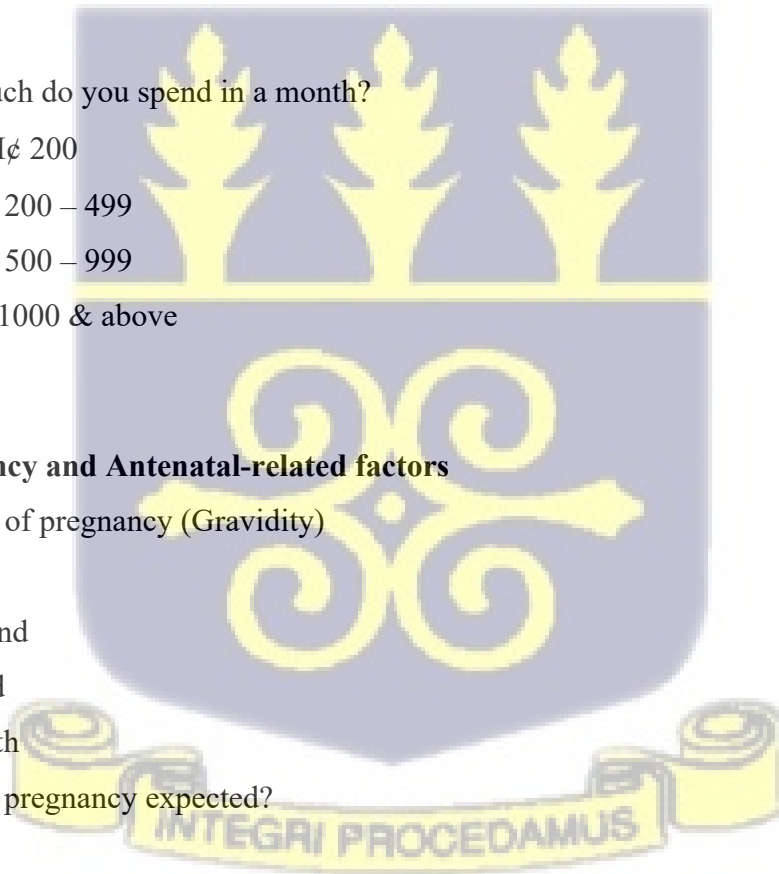 uch do you spend in a month?
¢ 200
200 – 499
500 – 999
1000 & above
ncy and Antenatal-related factors
of pregnancy (Gravidity)
nd
d
th
pregnancy expected?
INTEGRI PROCEDAMUS